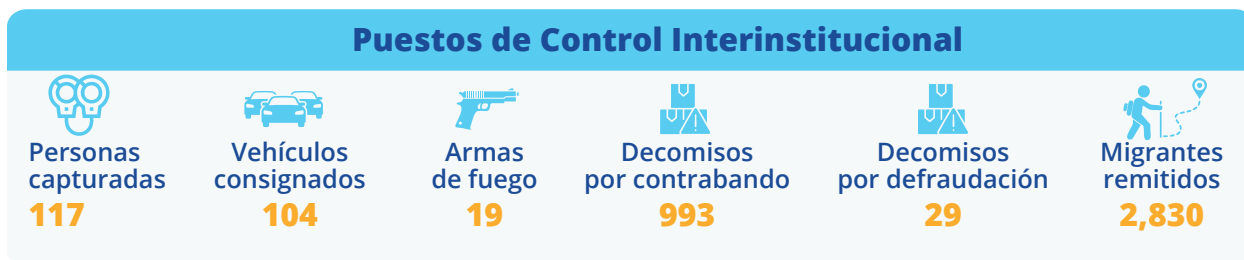 Puestos de Control Interinstitucional
Personas
capturadas
117
Vehículos
consignados
104
Armas
de fuego
19
Decomisos
por contrabando
993
Decomisos
por defraudación
29
Migrantes
remitidos
2,830